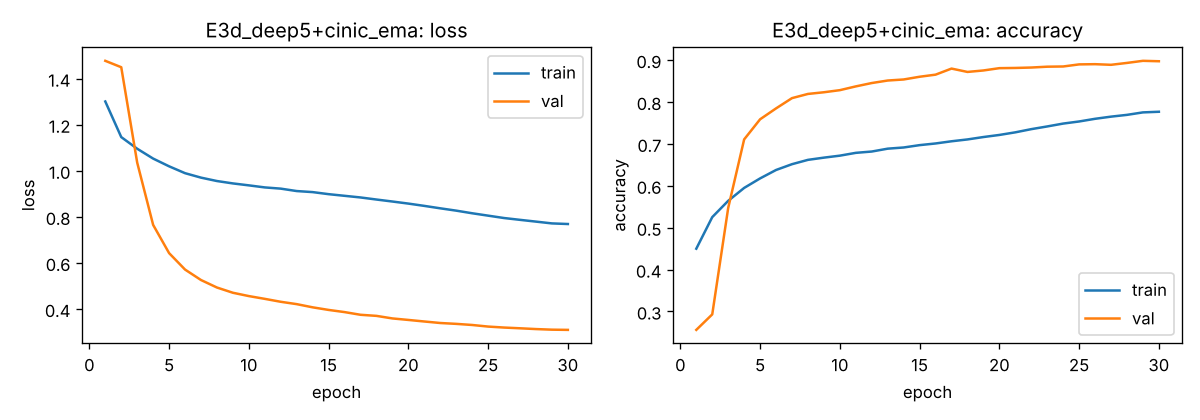 E3d_deep5+cinic_ema: loss
1.4
1.2
1.0
0.8
0.6
0.4
loss
0
5
10
15
20
25
30
epoch
train
val
E3d_deep5+cinic_ema: accuracy
0.9
0.8
0.7
0.6
0.5
0.4
0.3
accuracy
0
5
10
15
20
25
30
epoch
train
val